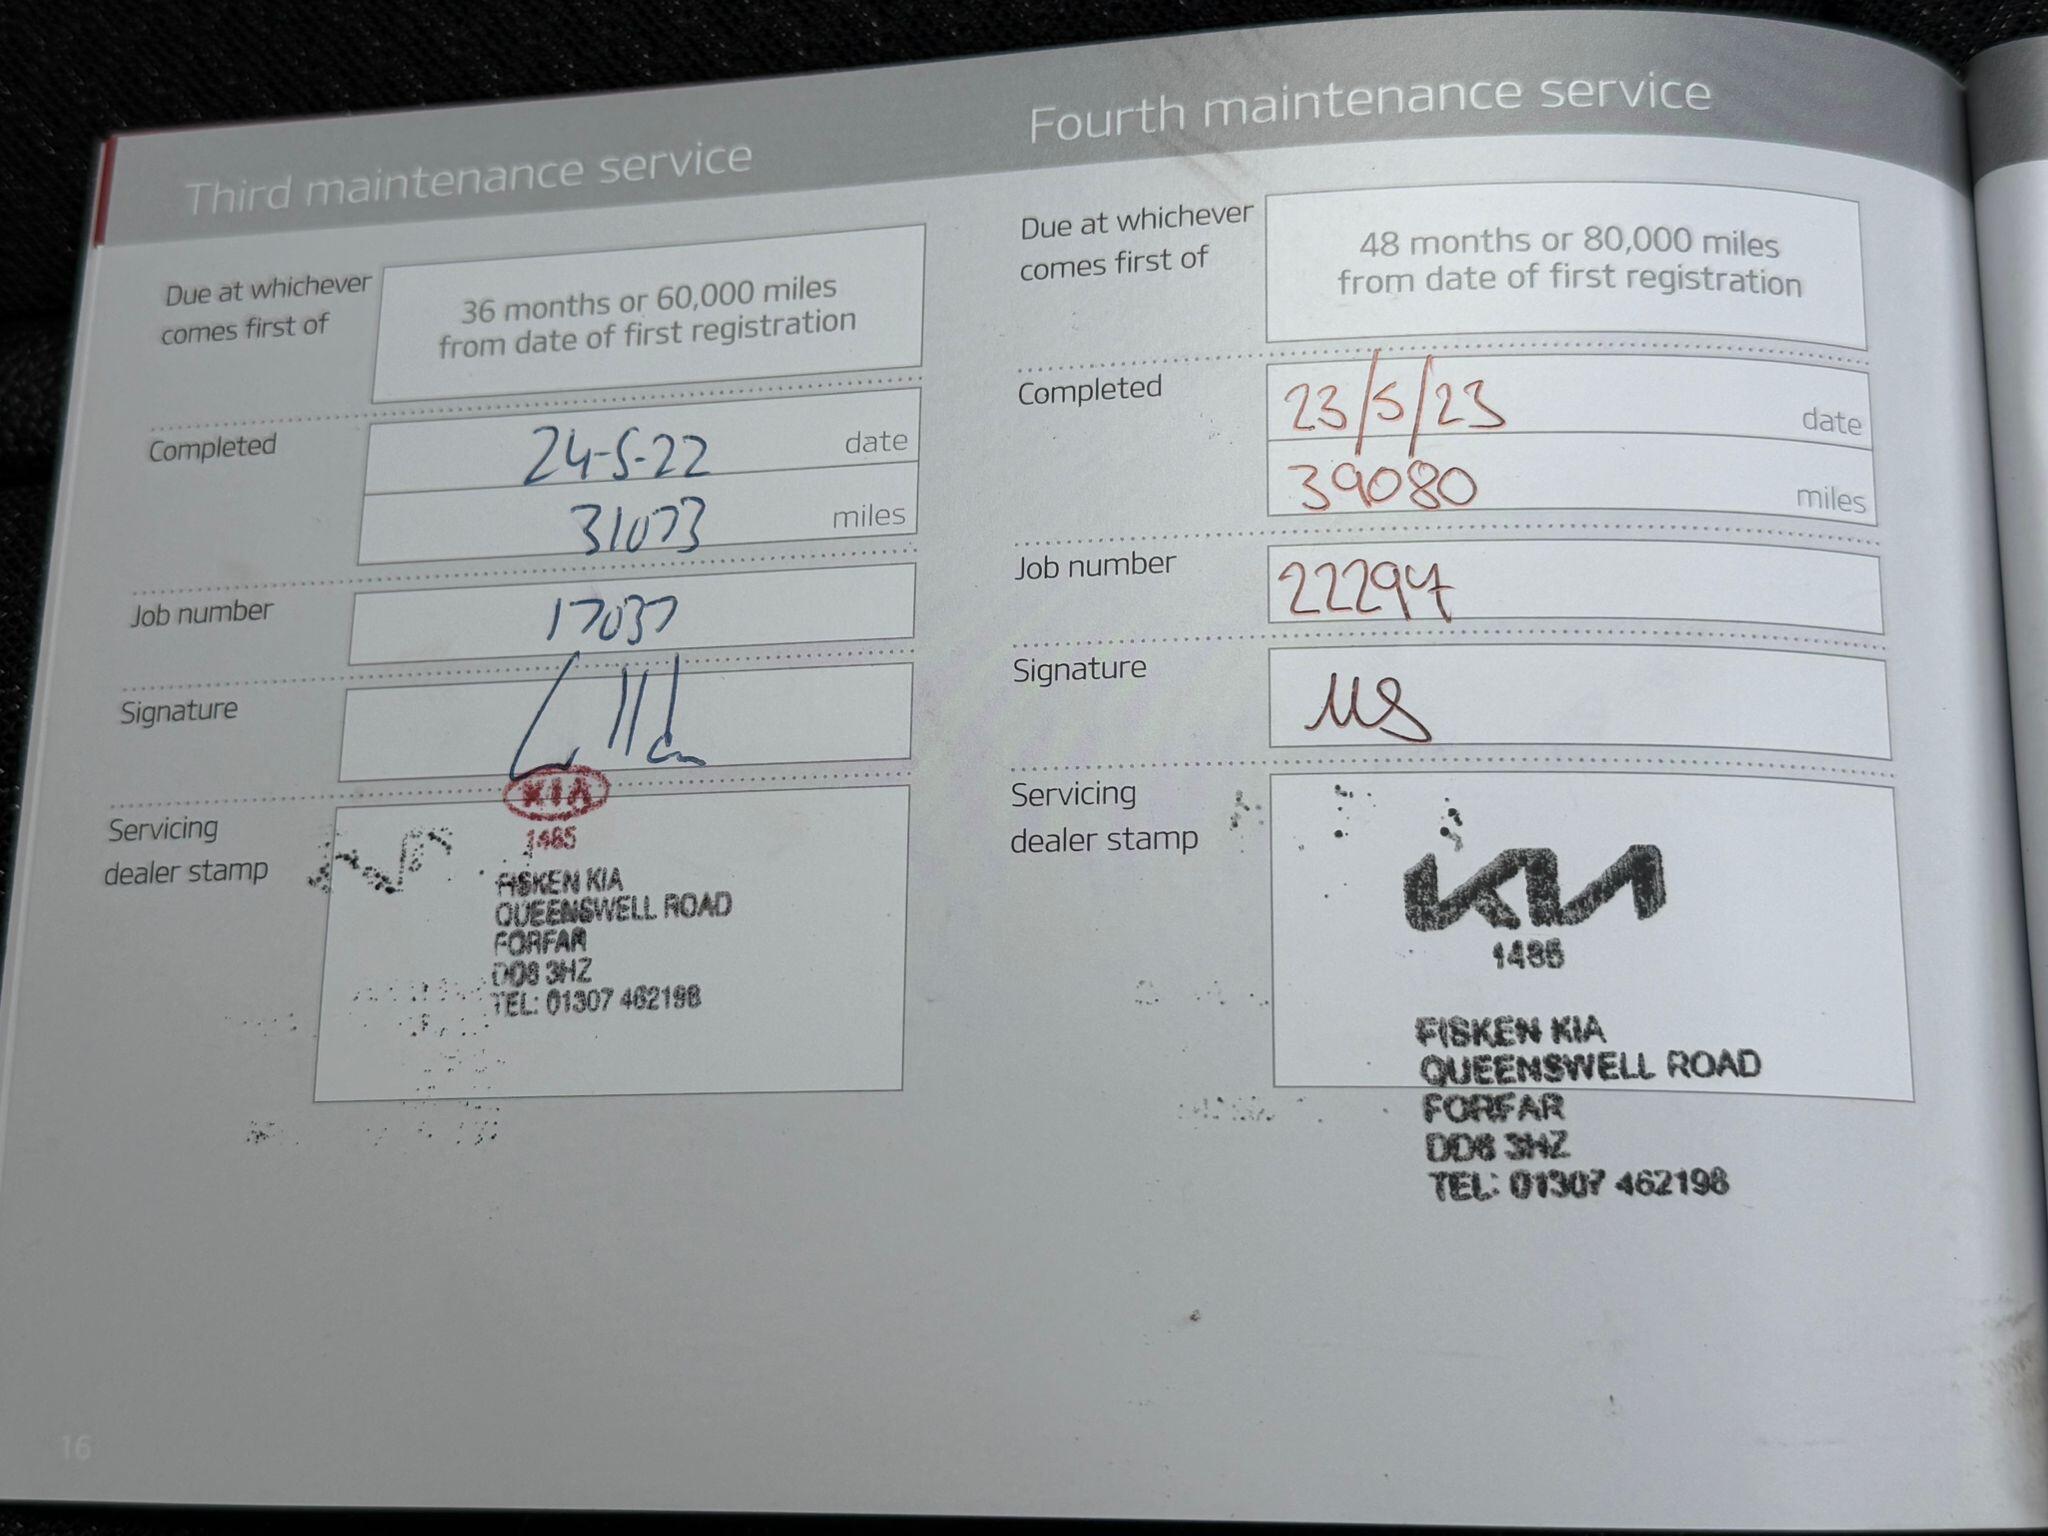 Third maintenance service
Due at whichever
comes first of
36 months or 60,000 miles
from date of first registration
Completed
24-5-22
date
31073
miles
Job number
17037
Signature
Servicing
dealer stamp
KIA
1485
FISKEN KIA
QUEENSWELL ROAD
FORFAR
DD8 3HZ
TEL: 01307 462198
16
Fourth maintenance service
Due at whichever
comes first of
48 months or 80,000 miles
from date of first registration
Completed
23/5/23
date
39080
miles
Job number
22297
Signature
Servicing
dealer stamp
KIA
1485
FISKEN KIA
QUEENSWELL ROAD
FORFAR
DD8 3HZ
TEL: 01307 462198